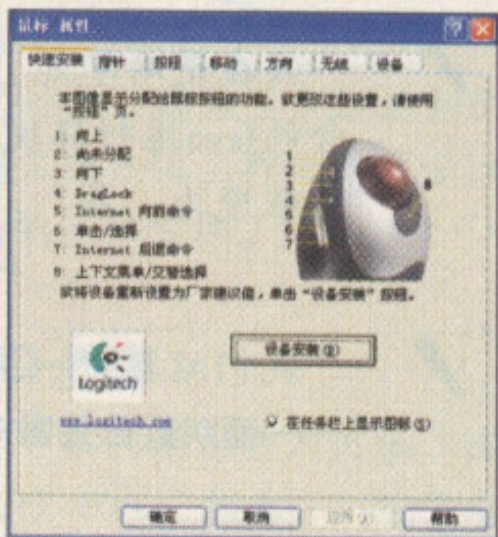 鼠标 属性
快速安装 指针 按钮 移动 方向 无线 设备
本图像显示分配给鼠标按钮的功能。欲更改这些设置，请使用
“按钮”页。
1: 向上
2: 尚未分配
3: 向下
4: DragLock
5: Internet 向前命令
6: 单击/选择
7: Internet 后退命令
8: 上下文菜单/交替选择
1
2
3
4
5
6
7
8
欲将设备重新设置为厂家建议值，单击“设备安装”按钮。
Logitech
设备安装(D)
www.logitech.com
在任务栏上显示图标(S)
确定 取消 应用(A) 帮助